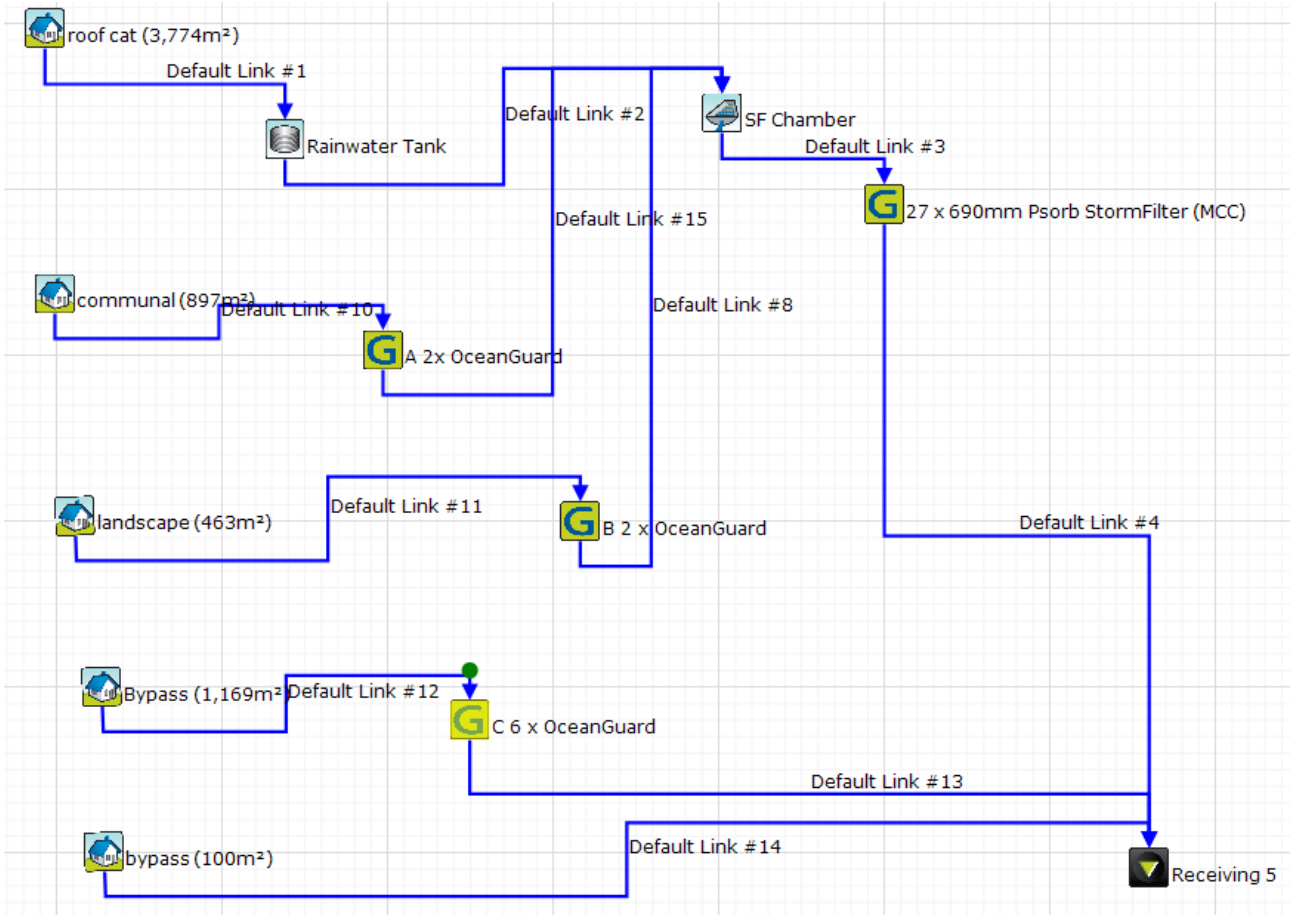 roof cat (3,774m²)
Default Link #1
Default Link #2
SF Chamber
Rainwater Tank
Default Link #3
27 x 690mm Psorb StormFilter (MCC)
Default Link #15
communal (897m²)
Default Link #10
Default Link #8
G
A 2x OceanGuard
Default Link #11
landscape (463m²)
G
B 2 x OceanGuard
Default Link #4
Bypass (1,169m²
Default Link #12
G
C 6 x OceanGuard
Default Link #13
Default Link #14
bypass (100m²)
Receiving 5
G